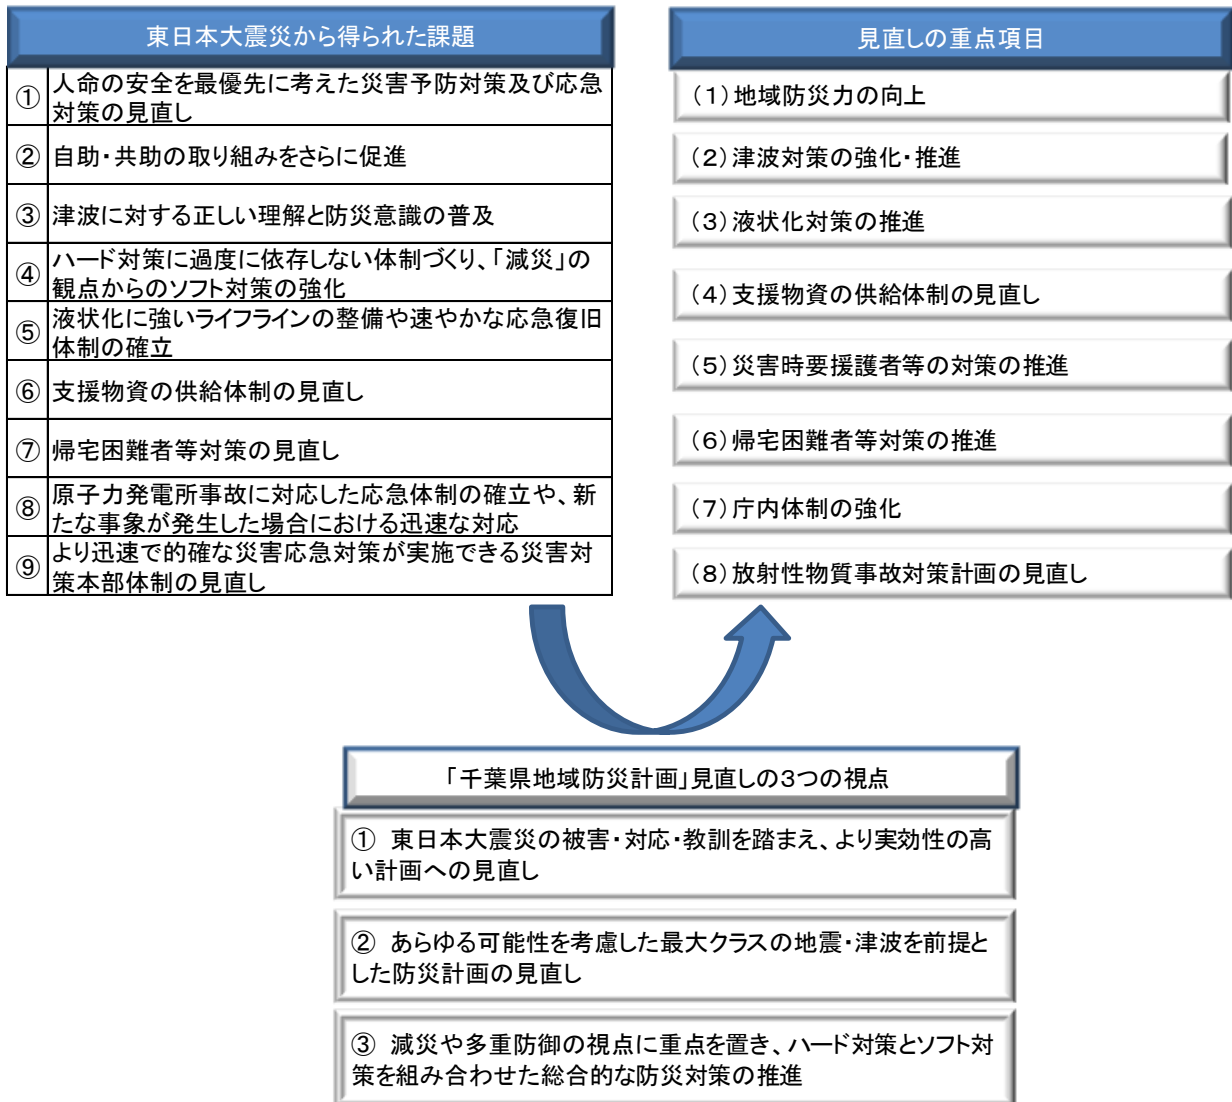 東日本大震災から得られた課題
① 人命の安全を最優先に考えた災害予防対策及び応急
対策の見直し
② 自助・共助の取り組みをさらに促進
③ 津波に対する正しい理解と防災意識の普及
④ ハード対策に過度に依存しない体制づくり、「減災」の
観点からのソフト対策の強化
⑤ 液状化に強いライフラインの整備や速やかな応急復旧
体制の確立
⑥ 支援物資の供給体制の見直し
⑦ 帰宅困難者等対策の見直し
⑧ 原子力発電所事故に対応した応急体制の確立や、新
たな事象が発生した場合における迅速な対応
⑨ より迅速で的確な災害応急対策が実施できる災害対
策本部体制の見直し
見直しの重点項目
（１）地域防災力の向上
（２）津波対策の強化・推進
（３）液状化対策の推進
（４）支援物資の供給体制の見直し
（５）災害時要援護者等の対策の推進
（６）帰宅困難者等対策の推進
（７）庁内体制の強化
（８）放射性物質事故対策計画の見直し
「千葉県地域防災計画」見直しの３つの視点
① 東日本大震災の被害・対応・教訓を踏まえ、より実効性の高
い計画への見直し
② あらゆる可能性を考慮した最大クラスの地震・津波を前提と
した防災計画の見直し
③ 減災や多重防御の視点に重点を置き、ハード対策とソフト対
策を組み合わせた総合的な防災対策の推進